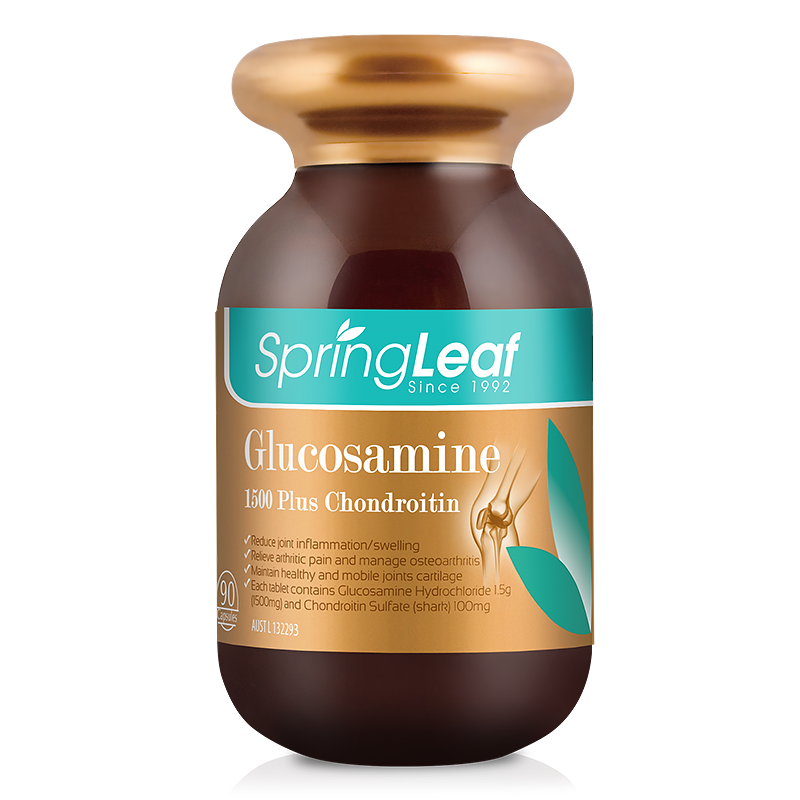 SpringLeaf
Since 1992
Glucosamine
1500 Plus Chondroitin
Reduce joint inflammation/swelling
Relieve arthritic pain and manage osteoarthritis
Maintain healthy and mobile joints cartilage
Each tablet contains Glucosamine Hydrochloride 1.5g
(1500mg) and Chondroitin Sulfate (shark) 100mg
90
Capsules
AUST L 132293